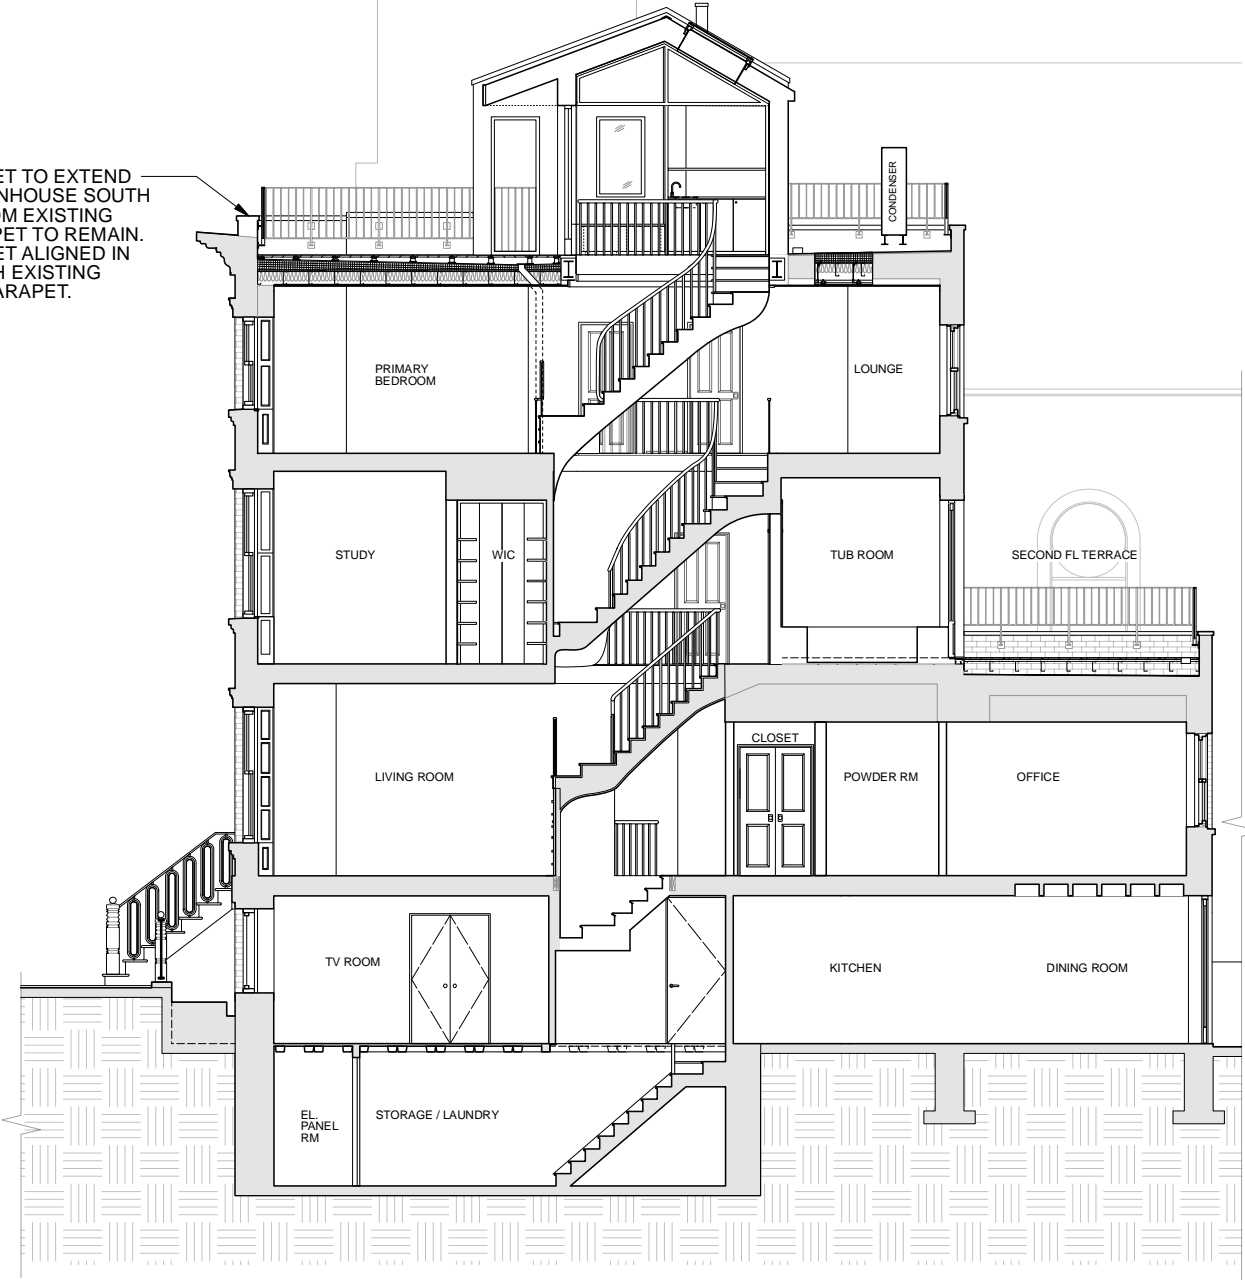 ET TO EXTEND
NHOUSE SOUTH
OM EXISTING
PET TO REMAIN.
ET ALIGNED IN
H EXISTING
ARAPET.
CONDENSER
PRIMARY
BEDROOM
LOUNGE
STUDY
WIC
TUB ROOM
SECOND FL TERRACE
LIVING ROOM
CLOSET
POWDER RM
OFFICE
TV ROOM
KITCHEN
DINING ROOM
EL.
PANEL
RM
STORAGE / LAUNDRY